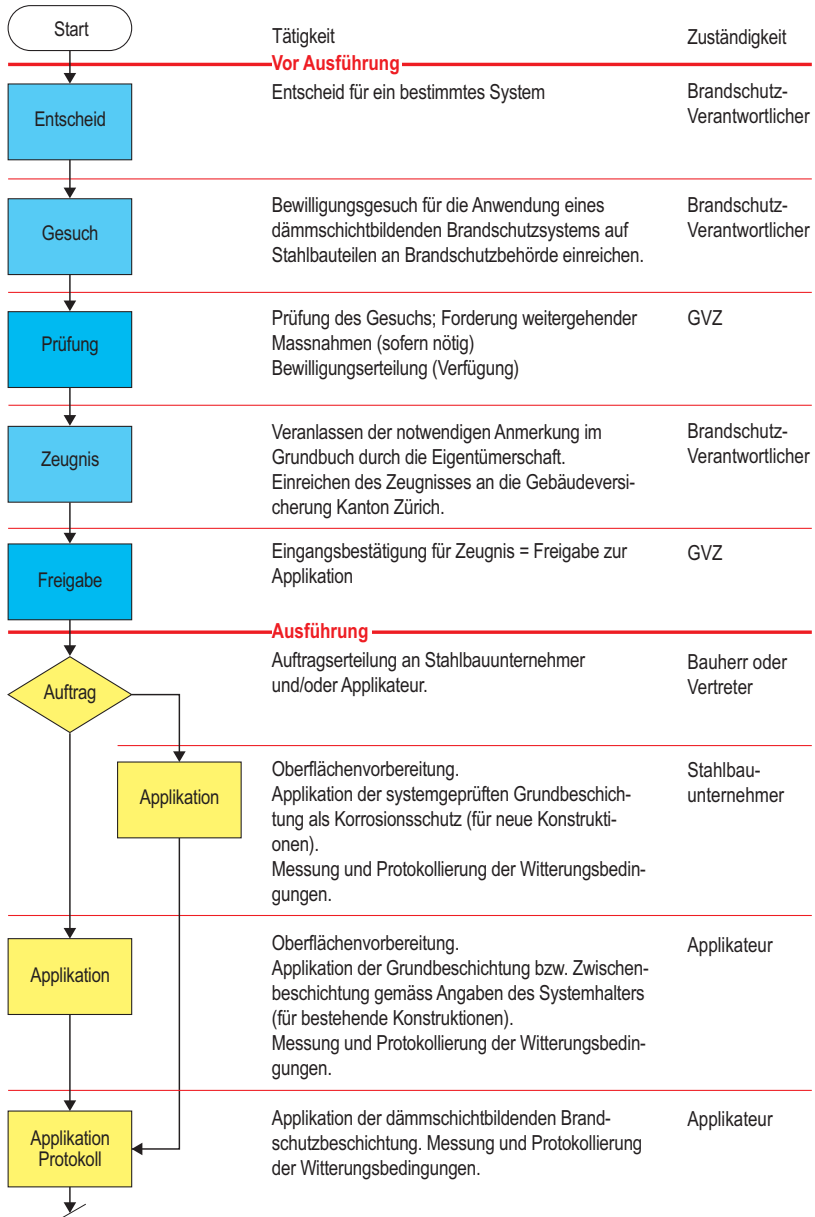 Start
Tätigkeit
Zuständigkeit
Vor Ausführung
Entscheid
Entscheid für ein bestimmtes System
Brandschutz-
Verantwortlicher
Gesuch
Bewilligungsgesuch für die Anwendung eines
dämmschichtbildenden Brandschutzsystems auf
Stahlbauteilen an Brandschutzbehörde einreichen.
Brandschutz-
Verantwortlicher
Prüfung
Prüfung des Gesuchs; Forderung weitergehender
Massnahmen (sofern nötig)
Bewilligungserteilung (Verfügung)
GVZ
Zeugnis
Veranlassen der notwendigen Anmerkung im
Grundbuch durch die Eigentümerschaft.
Einreichen des Zeugnisses an die Gebäudeversi-
cherung Kanton Zürich.
Brandschutz-
Verantwortlicher
Freigabe
Eingangsbestätigung für Zeugnis = Freigabe zur
Applikation
GVZ
Ausführung
Auftrag
Auftragserteilung an Stahlbauunternehmer
und/oder Applikateur.
Bauherr oder
Vertreter
Applikation
Oberflächenvorbereitung.
Applikation der systemgeprüften Grundbeschich-
tung als Korrosionsschutz (für neue Konstrukti-
onen).
Messung und Protokollierung der Witterungsbedin-
gungen.
Stahlbau-
unternehmer
Applikation
Oberflächenvorbereitung.
Applikation der Grundbeschichtung bzw. Zwischen-
beschichtung gemäss Angaben des Systemhalters
(für bestehende Konstruktionen).
Messung und Protokollierung der Witterungsbedin-
gungen.
Applikateur
Applikation
Protokoll
Applikation der dämmschichtbildenden Brand-
schutzbeschichtung. Messung und Protokollierung
der Witterungsbedingungen.
Applikateur